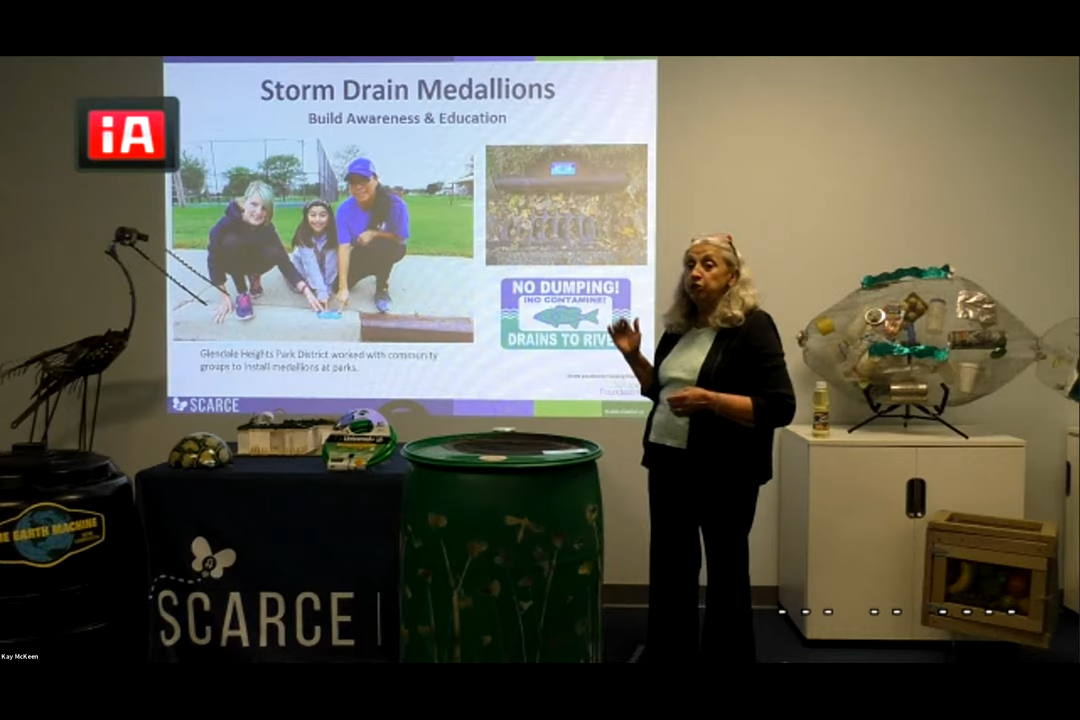 Storm Drain Medallions
Build Awareness & Education
iA
NO DUMPING!
¡NO CONTAMINE!
DRAINS TO RIVE
Glendale Heights Park District worked with community
groups to install medallions at parks.
SCARCE
THE EARTH MACHINE
SCARCE
Kay McKeen